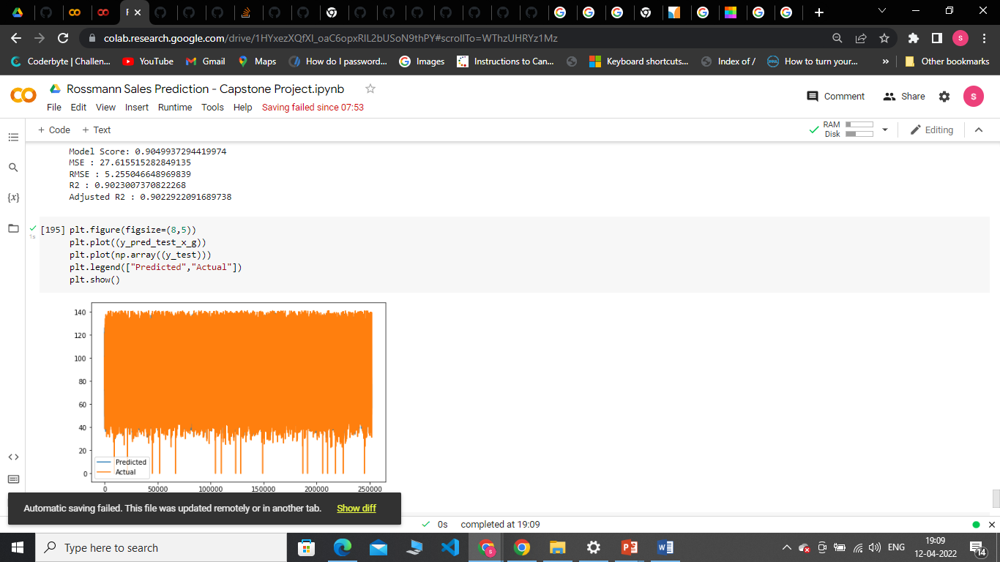 F
colab.research.google.com/drive/1HYxezXQfXl_oaC6opxRlL2bUSoN9thPY#scrollTo=WThzUHRYz1Mz
S
Coderbyte | Challen...
YouTube
Gmail
Maps
How do I password...
Images
Instructions to Can...
Keyboard shortcuts...
Index of /
How to turn your...
»
Other bookmarks
Rossmann Sales Prediction - Capstone Project.ipynb
Comment
Share
S
File Edit View Insert Runtime Tools Help Saving failed since 07:53
+ Code + Text
RAM
Disk
Editing
Model Score: 0.9049937294419974
MSE : 27.615515282849135
RMSE : 5.255046648969839
R2 : 0.9023007370822268
Adjusted R2 : 0.9022922091689738
{x}
[195] plt.figure(figsize=(8,5))
1s
plt.plot((y_pred_test_x_g))
plt.plot(np.array((y_test)))
plt.legend(["Predicted","Actual"])
plt.show()
140
120
100
80
60
40
20
0
Predicted
Actual
0 50000 100000 150000 200000 250000
Automatic saving failed. This file was updated remotely or in another tab. Show diff
0s completed at 19:09
Type here to search
ENG
19:09
12-04-2022
14